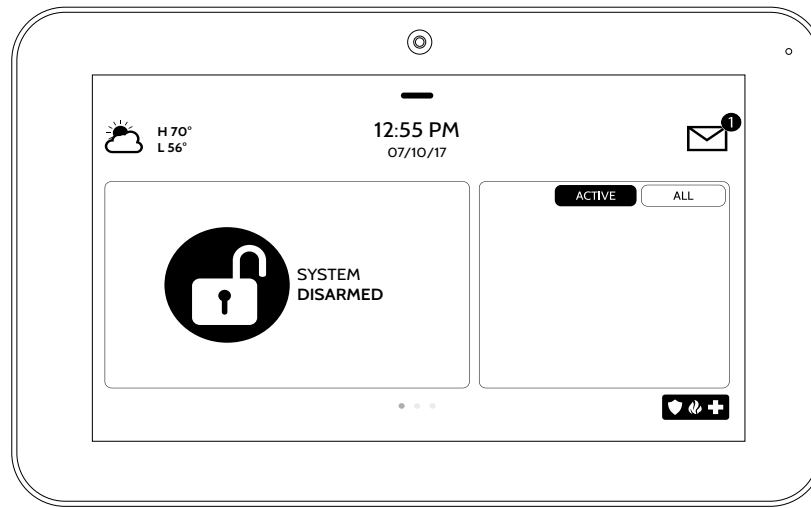 H 70°
L 56°
12:55 PM
07/10/17
1
ACTIVE
ALL
SYSTEM
DISARMED